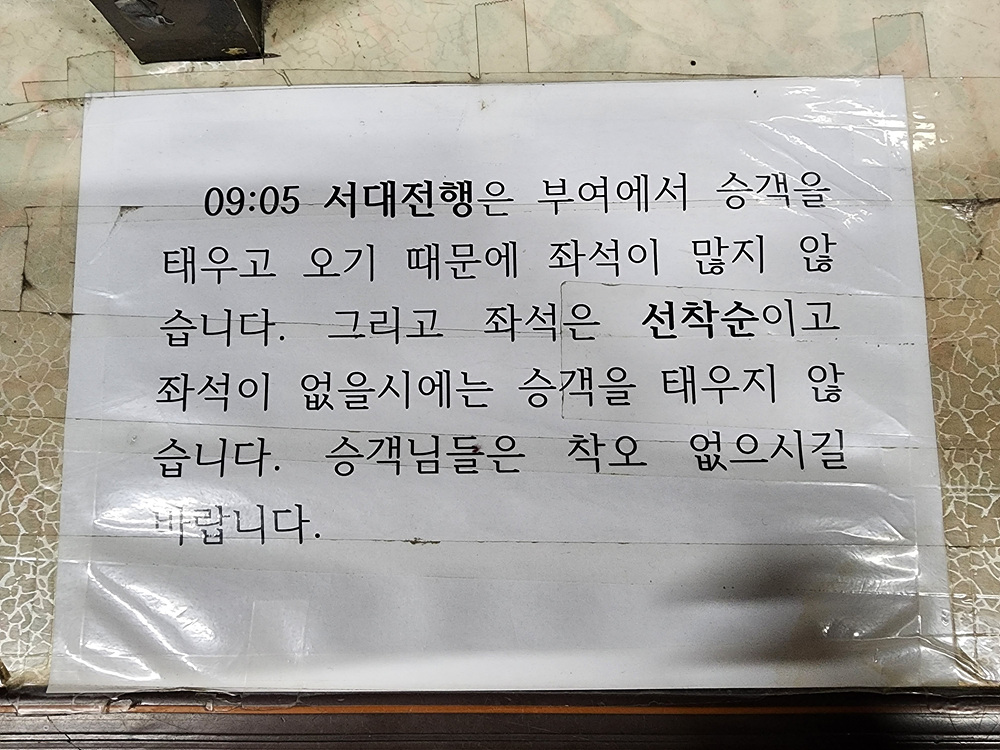 09:05 서대전행은 부여에서 승객을
태우고 오기 때문에 좌석이 많지 않
습니다. 그리고 좌석은 선착순이고
좌석이 없을시에는 승객을 태우지 않
습니다. 승객님들은 착오 없으시길
바랍니다.